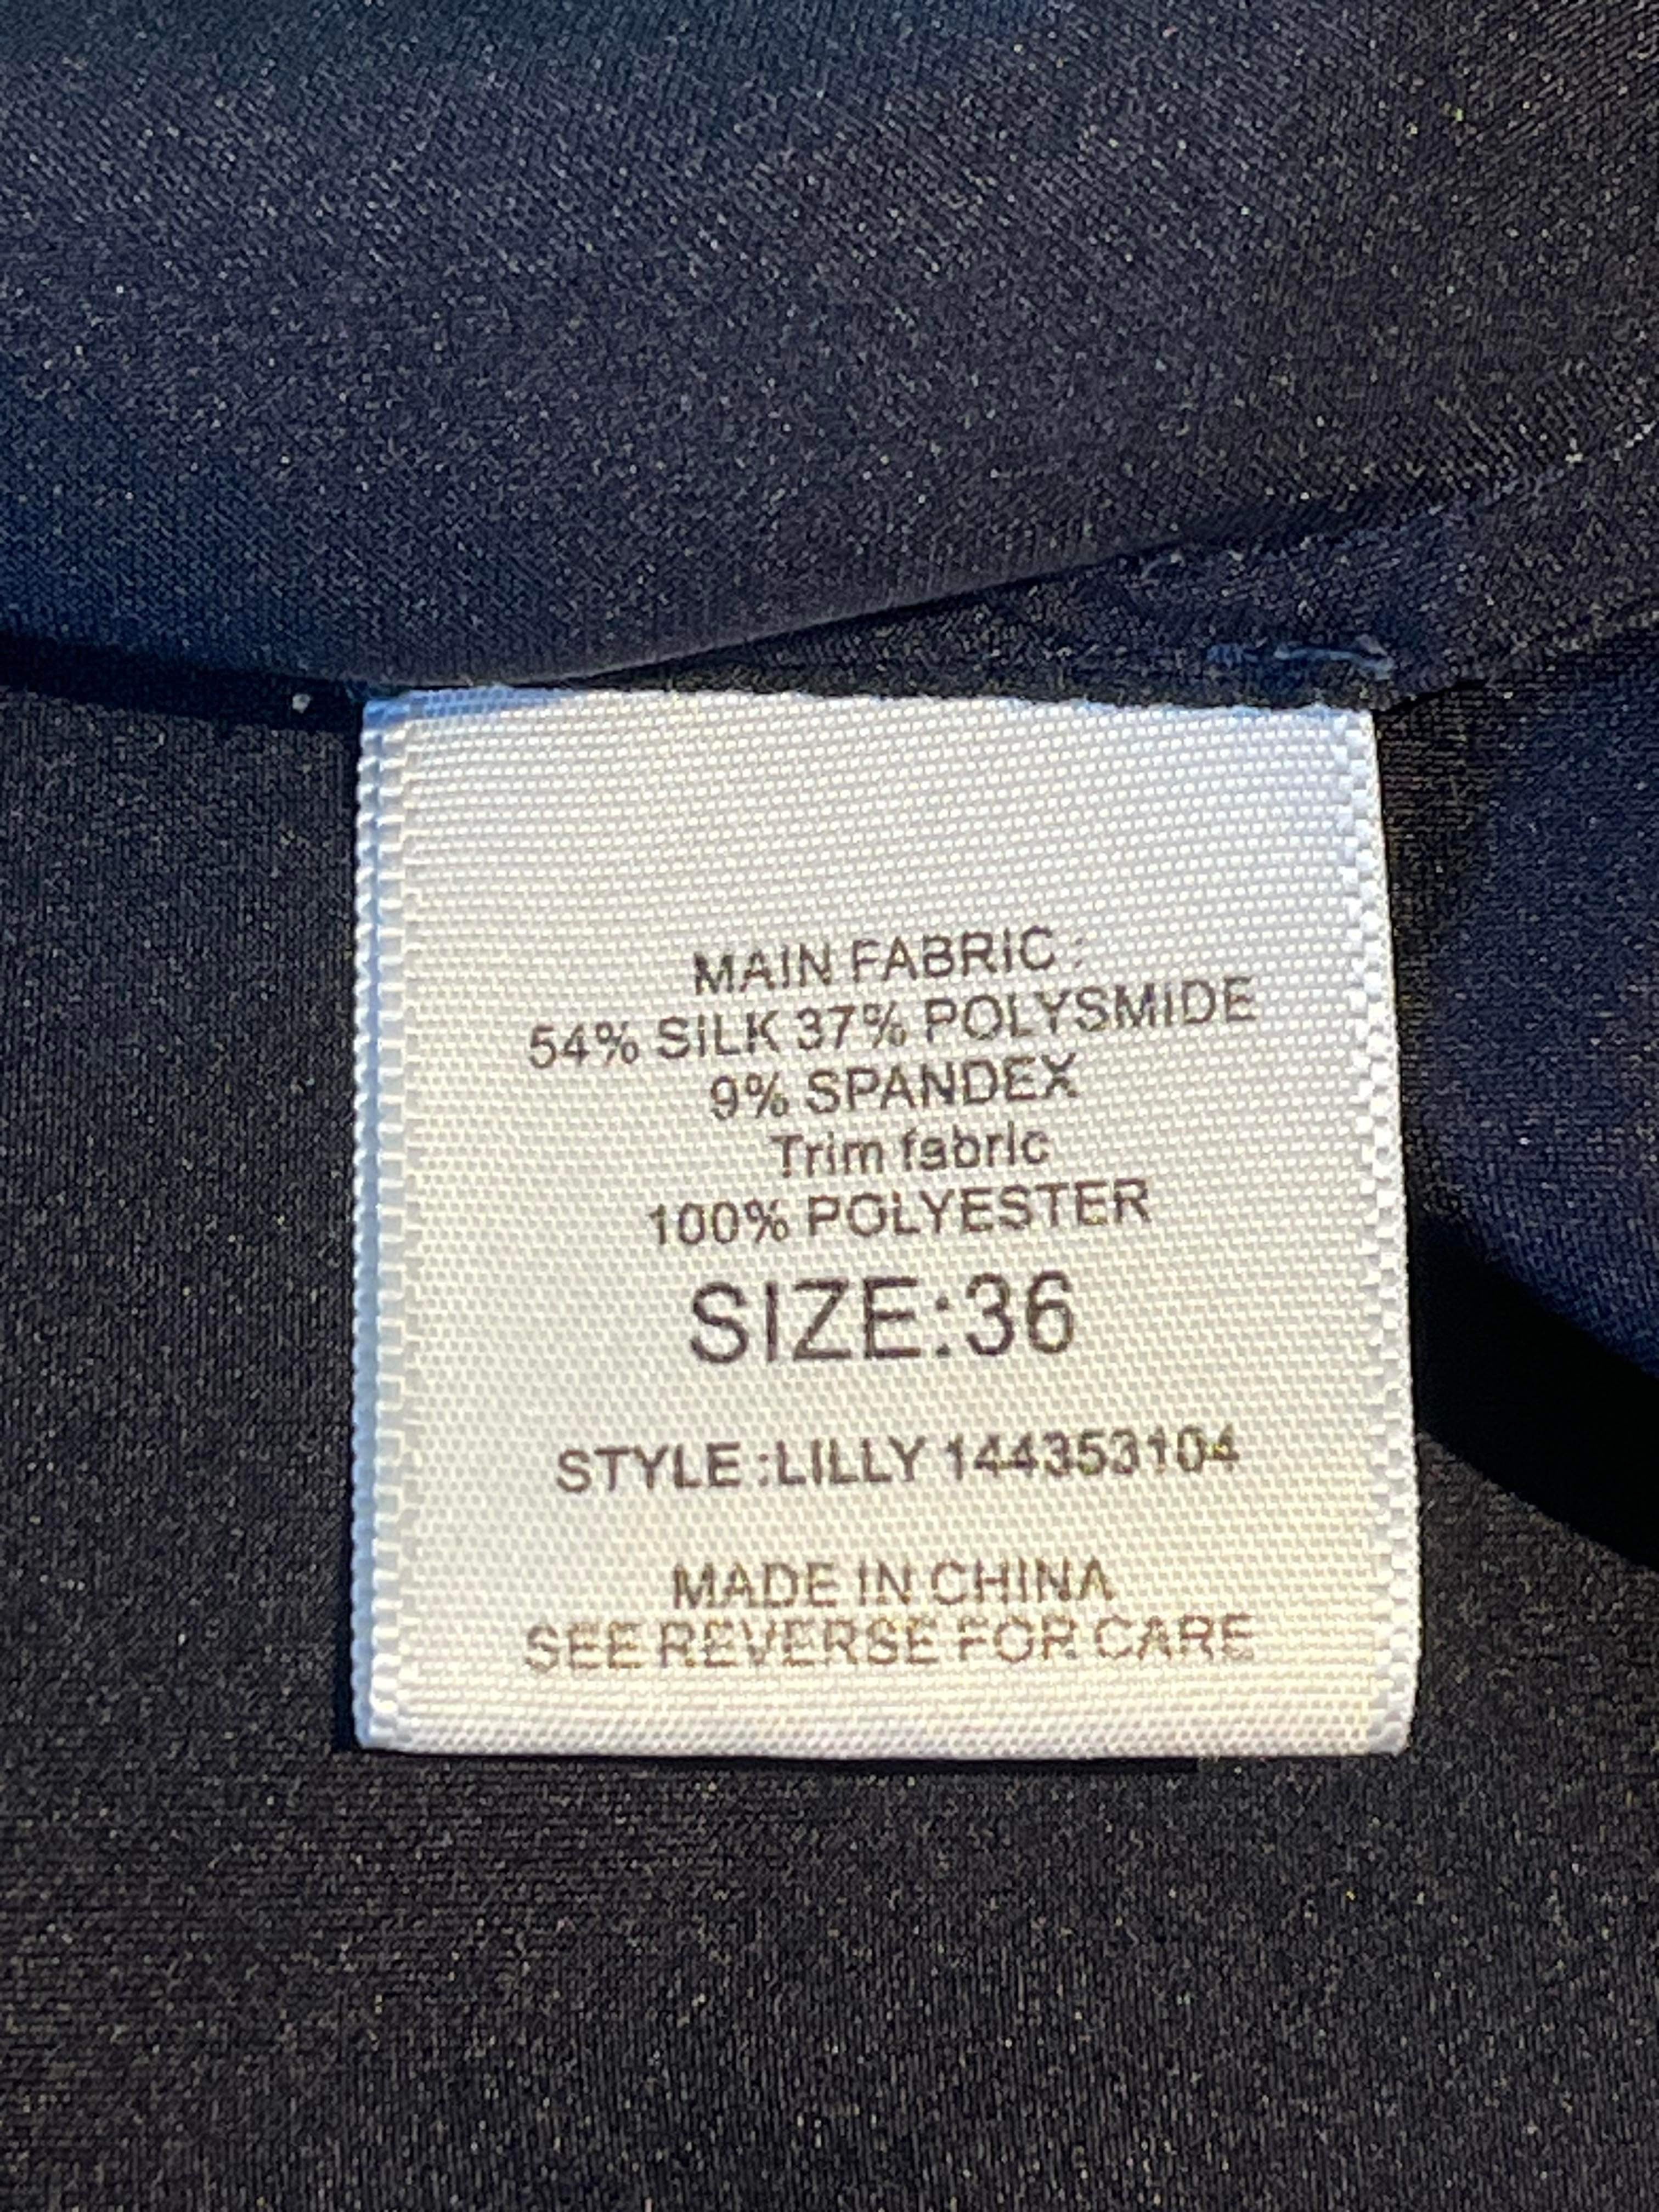 MAIN FABRIC :
54% SILK 37% POLYSMIDE
9% SPANDEX
Trim fabric
100% POLYESTER
SIZE:36
STYLE :LILLY 144353104
MADE IN CHINA
SEE REVERSE FOR CARE